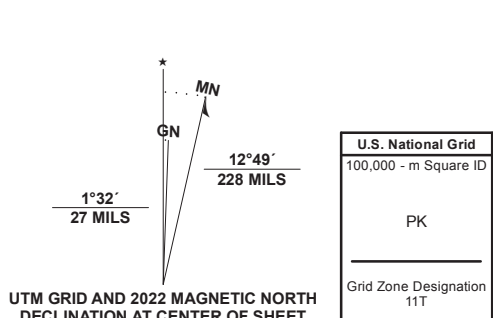 ★
MN
GN
12°49´
228 MILS
1°32´
27 MILS
UTM GRID AND 2022 MAGNETIC NORTH
DECLINATION AT CENTER OF SHEET
U.S. National Grid
100,000 - m Square ID
PK
Grid Zone Designation
11T